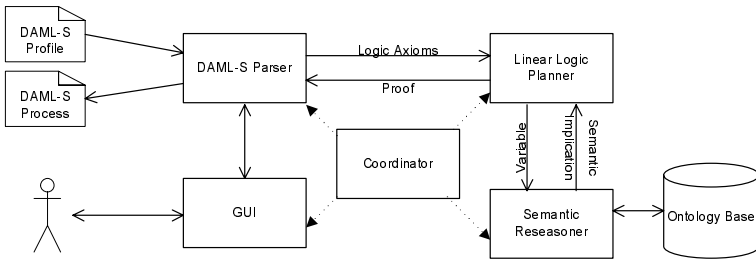 DAML-S
Profile
DAML-S
Process
DAML-S Parser
Logic Axioms
Proof
Linear Logic
Planner
Coordinator
Variable
Semantic
Implication
GUI
Semantic
Reseasoner
Ontology Base